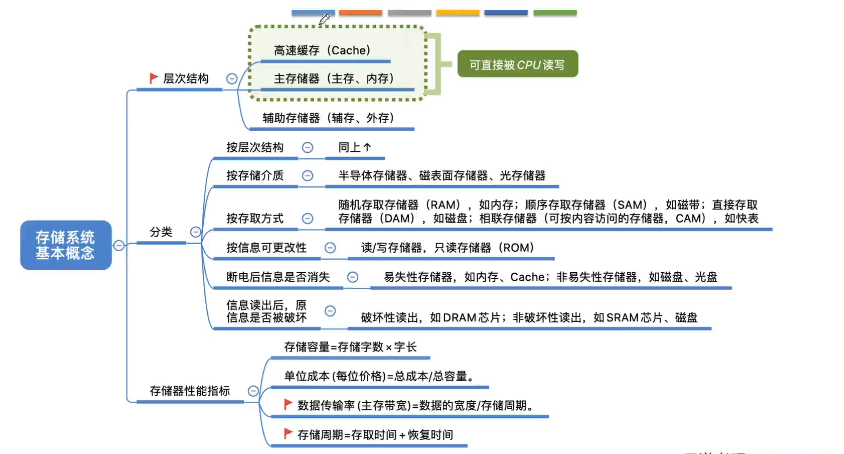 高速缓存（Cache）
可直接被CPU读写
层次结构
主存储器（主存、内存）
辅助存储器（辅存、外存）
按层次结构
同上↑
按存储介质
半导体存储器、磁表面存储器、光存储器
随机存取存储器（RAM），如内存；顺序存取存储器（SAM），如磁带；直接存取
按存取方式
存储器（DAM），如磁盘；相联存储器（可按内容访问的存储器，CAM），如快表
存储系统
基本概念
分类
按信息可更改性
读/写存储器，只读存储器（ROM）
断电后信息是否消失
易失性存储器，如内存、Cache；非易失性存储器，如磁盘、光盘
信息读出后，原
信息是否被破坏
破坏性读出，如DRAM芯片；非破坏性读出，如SRAM芯片、磁盘
存储器性能指标
存储容量=存储字数×字长
单位成本(每位价格)=总成本/总容量。
数据传输率(主存带宽)=数据的宽度/存储周期。
存储周期=存取时间+恢复时间